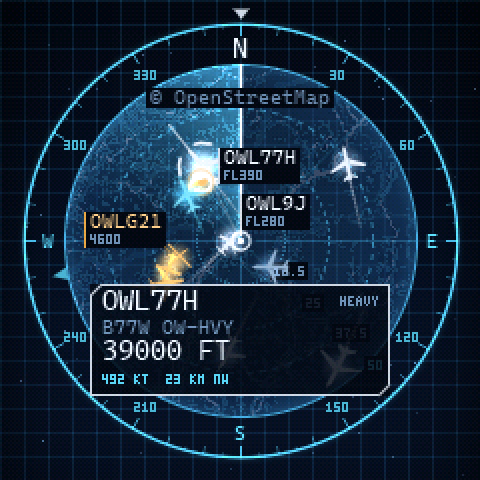 N
330
30
© OpenStreetMap
300
60
OWL77H
FL390
OWL9J
FL280
OWLG21
4600
W
E
18.5
OWL77H
HEAVY
25
B77W OW-HVY
37.5
39000 FT
50
492 KT 23 KM NW
240
120
210
150
S